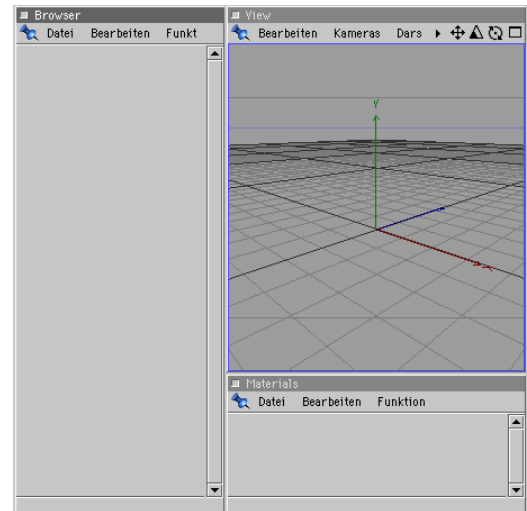 Browser
Datei Bearbeiten Funkt
View
Bearbeiten Kameras Dars
Y
X
Materials
Datei Bearbeiten Funktion